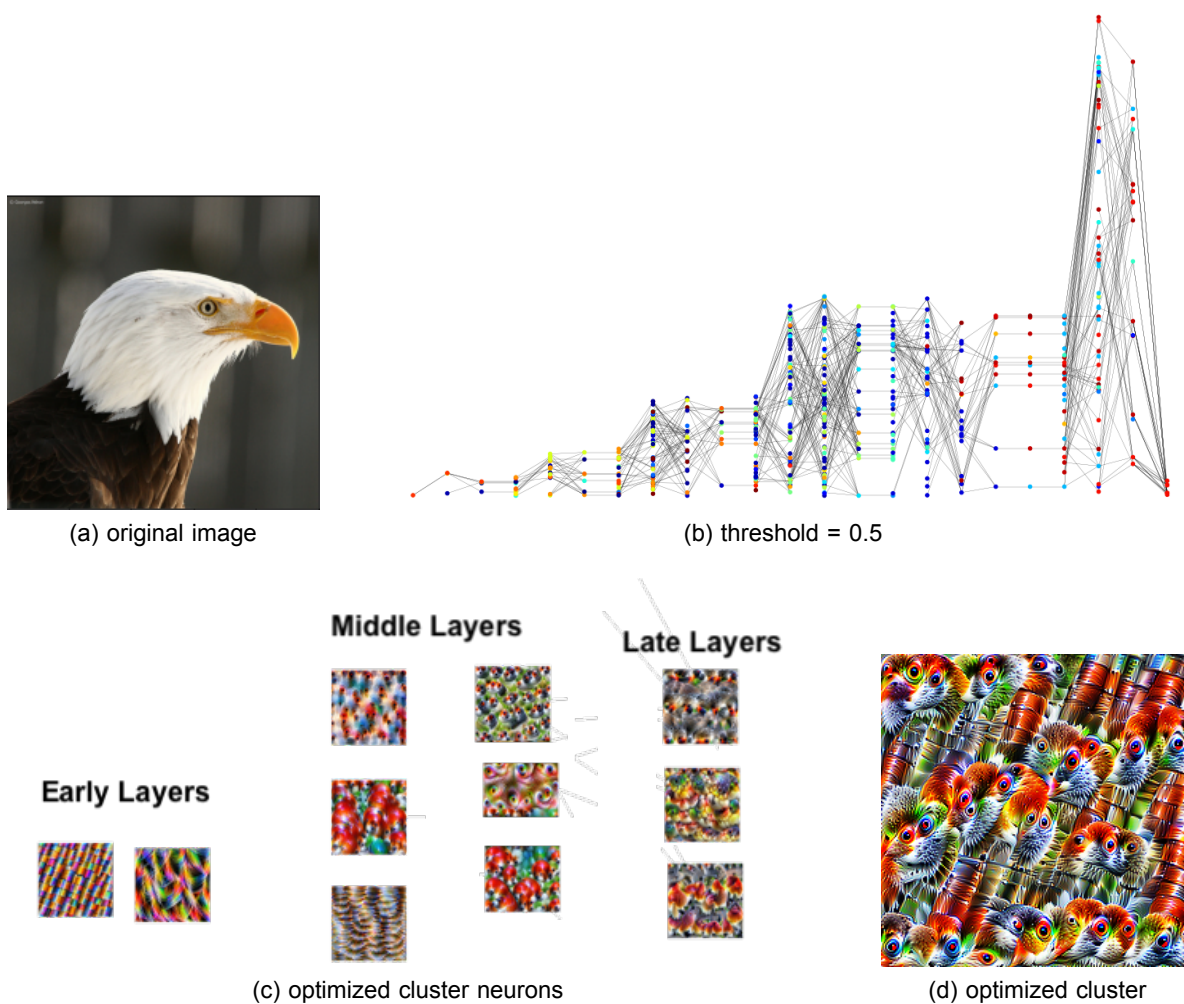 (a) original image
(b) threshold = 0.5
Early Layers
Middle Layers
Late Layers
(c) optimized cluster neurons
(d) optimized cluster